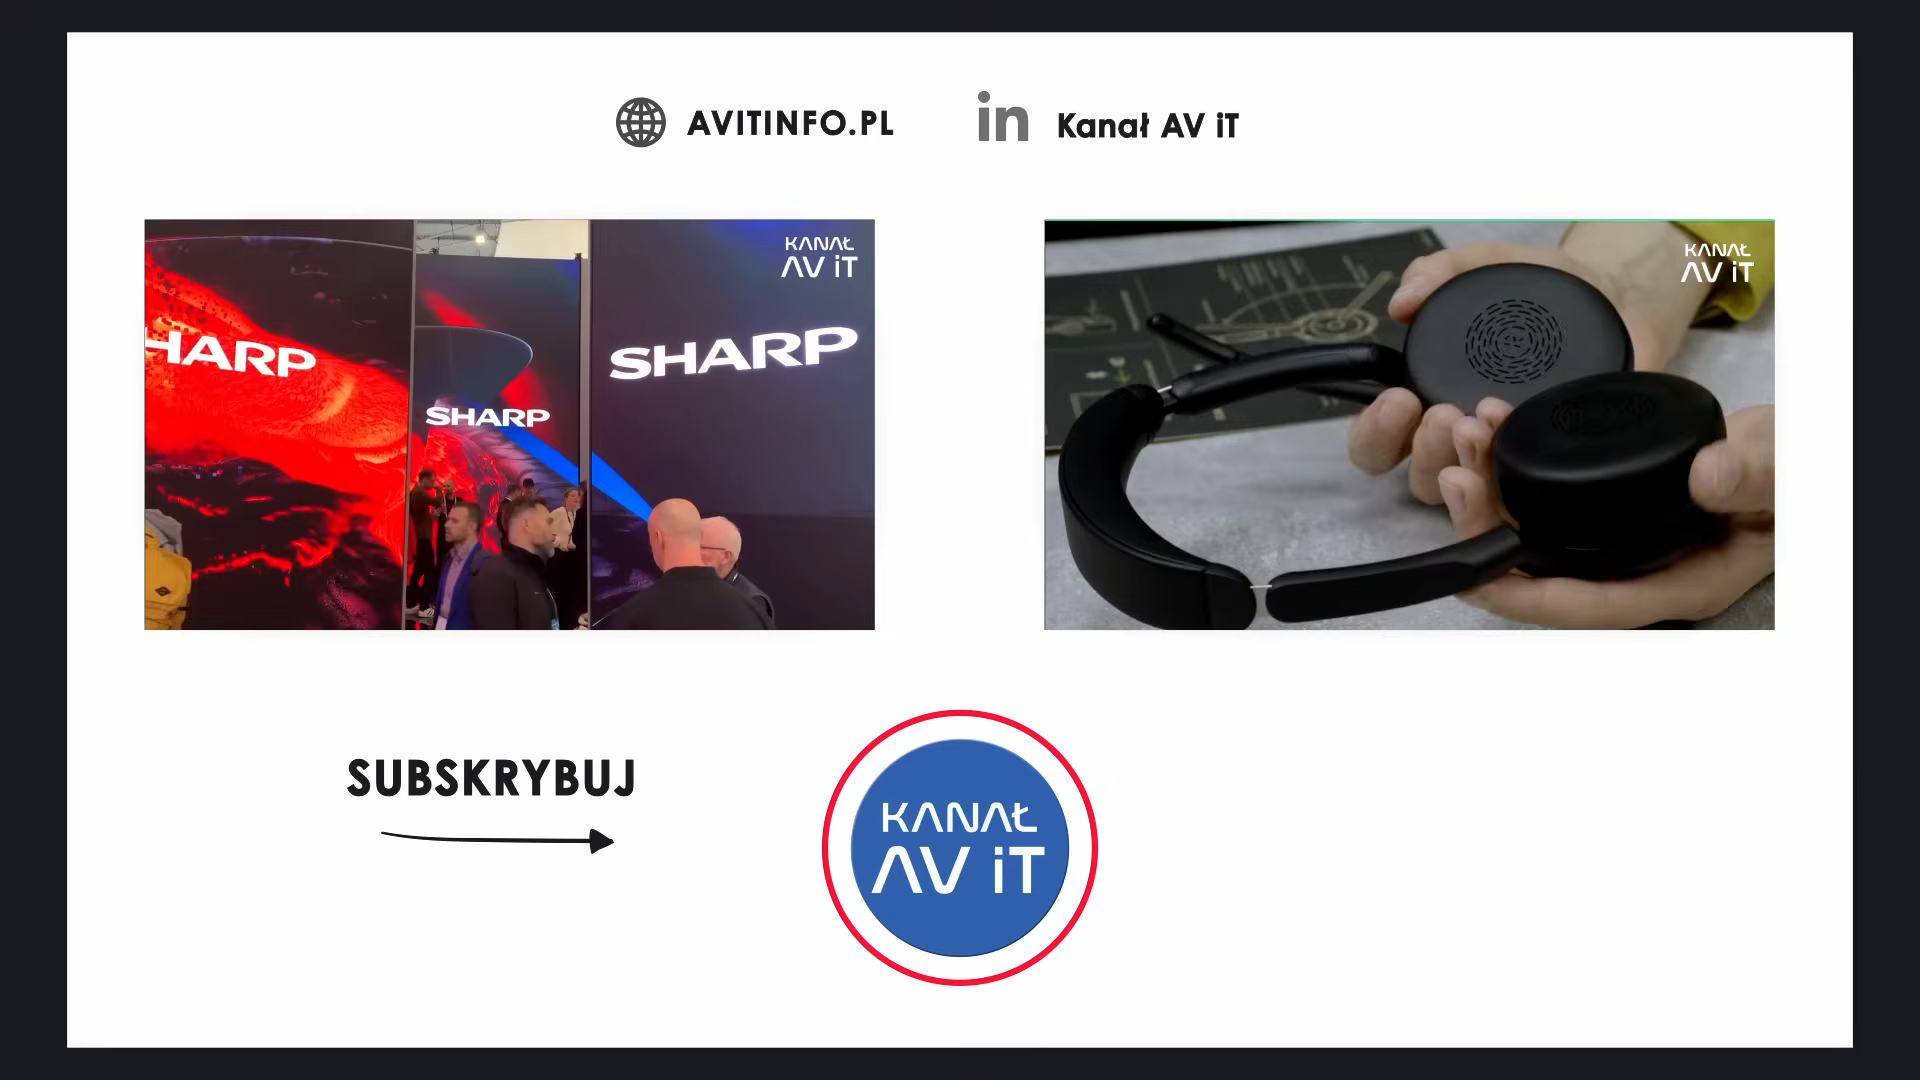 AVITINFO.PL
in Kanał AV iT
KANAŁ
AV iT
HARP
SHARP
SHARP
KANAŁ
AV iT
SUBSKRYBUJ
KANAŁ
AV iT